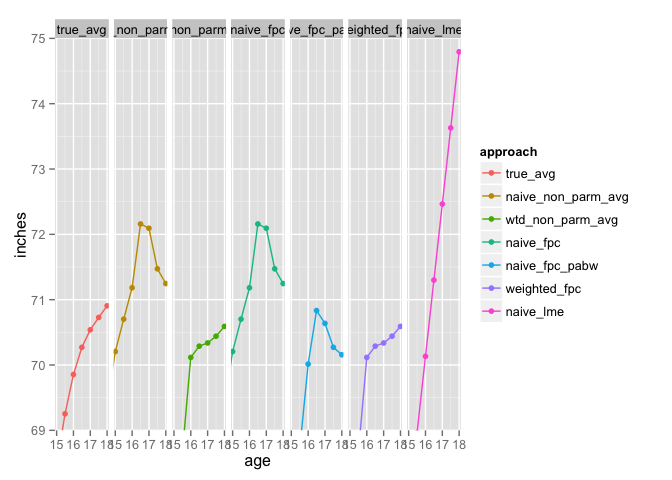 true_avg
_non_parr
non_parm
naive_fpc
ve_fpc_pa
eighted_fp
naive_lme
75
74
73
72
71
70
69
inches
15 16 17 18
15 16 17 18
15 16 17 18
15 16 17 18
15 16 17 18
15 16 17 18
15 16 17 18
age
approach
true_avg
naive_non_parm_avg
wtd_non_parm_avg
naive_fpc
naive_fpc_pabw
weighted_fpc
naive_lme